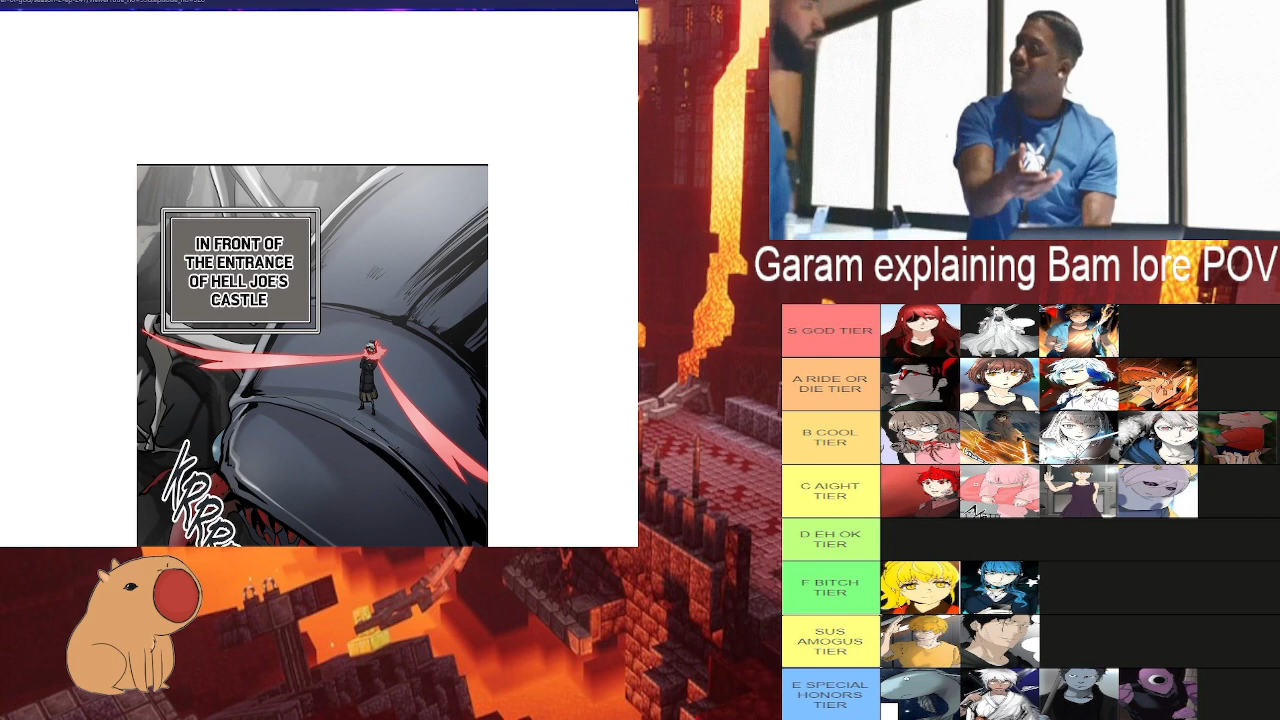 IN FRONT OF
THE ENTRANCE
OF HELL JOE'S
CASTLE
KRRR
Garam explaining Bam lore POV
S GOD TIER
A RIDE OR
DIE TIER
B COOL
TIER
C AIGHT
TIER
D EH OK
TIER
F BITCH
TIER
SUS
AMOGUS
TIER
E SPECIAL
HONORS
TIER